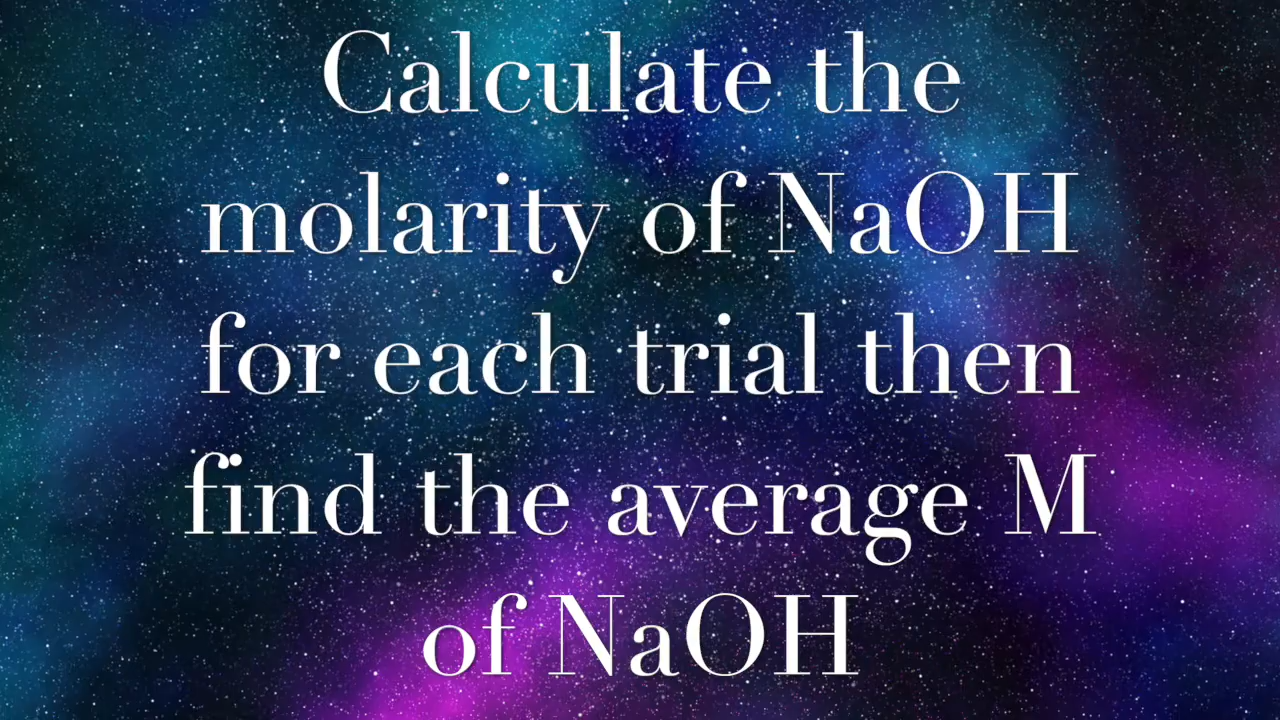 Calculate the
molarity of NaOH
for each trial then
find the average M
of NaOH